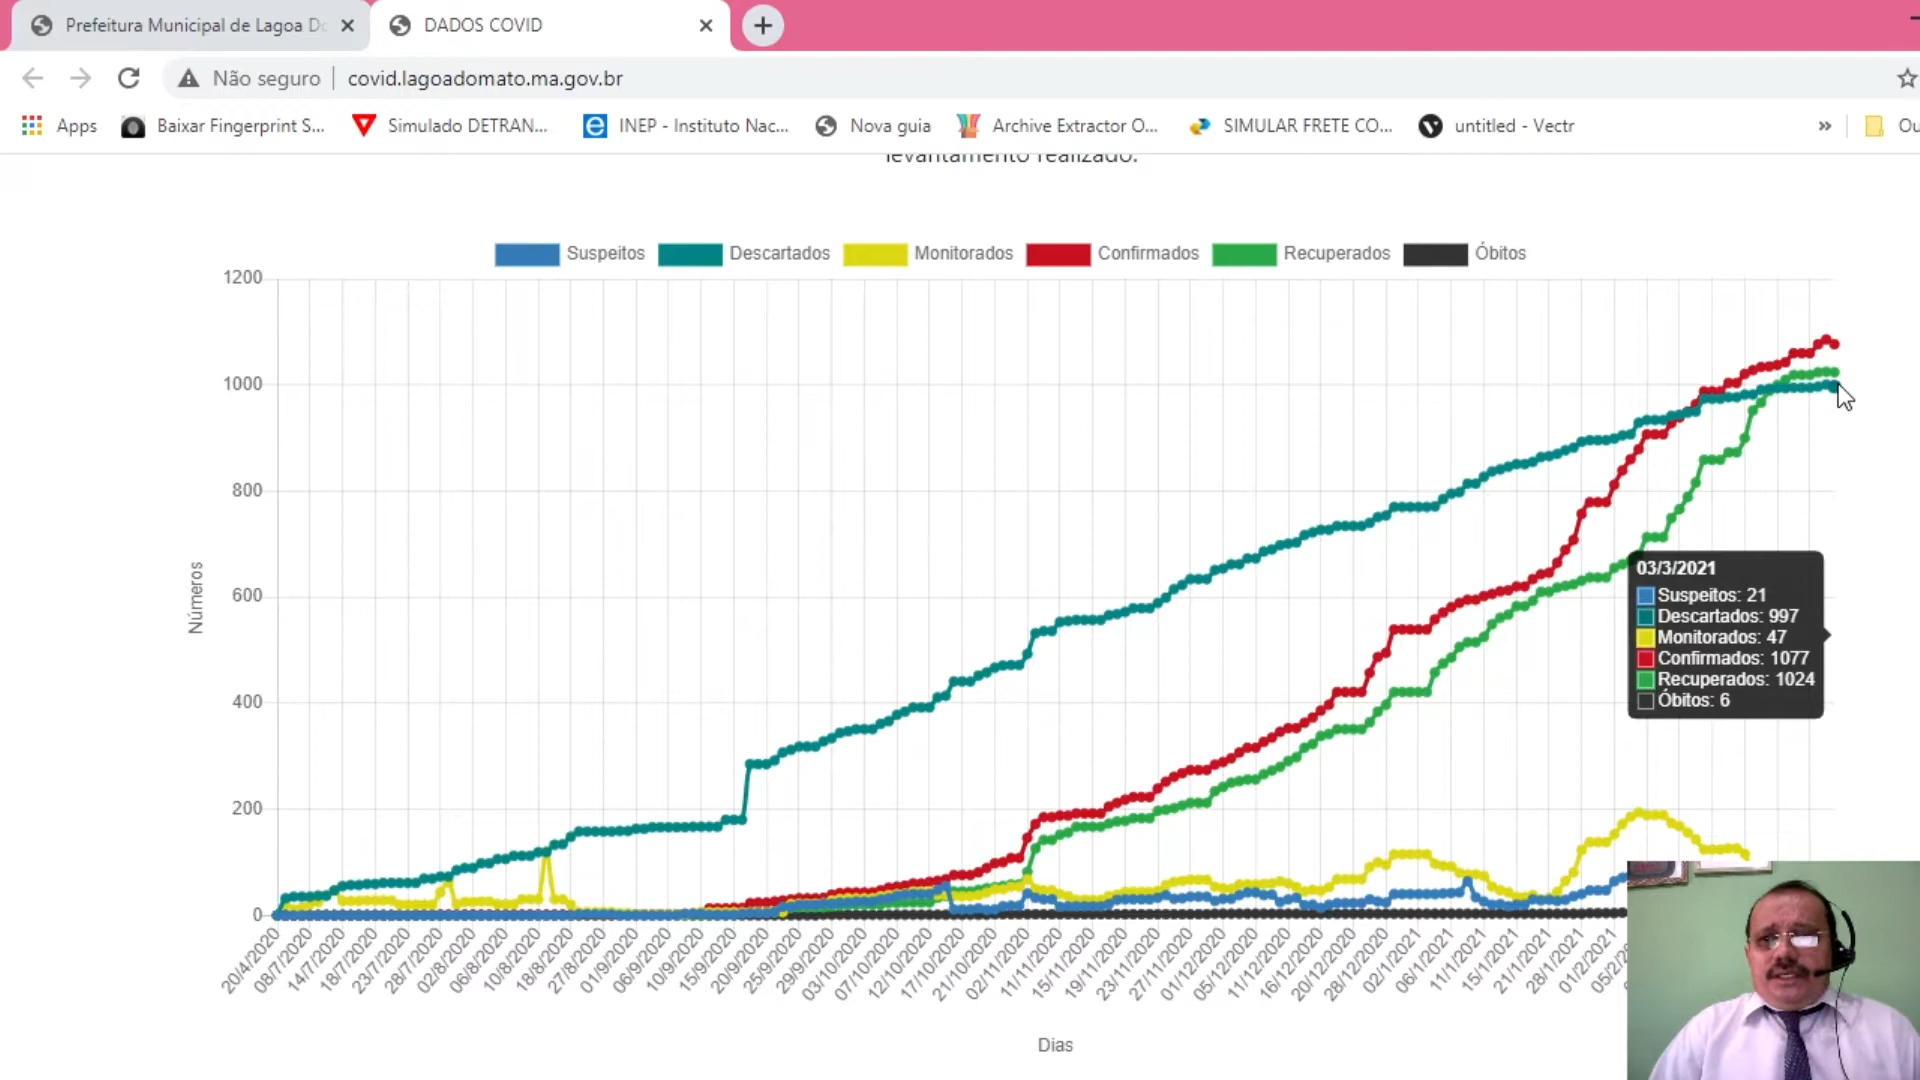 Prefeitura Municipal de Lagoa Do
DADOS COVID
Não seguro
covid.lagoadomato.ma.gov.br
Apps
Baixar Fingerprint S...
Simulado DETRAN...
INEP - Instituto Nac...
Nova guia
Archive Extractor O...
SIMULAR FRETE CO...
untitled - Vectr
»
Ou
levantamento realizado.
Suspeitos
Descartados
Monitorados
Confirmados
Recuperados
Óbitos
1200
1000
800
600
400
200
0
Números
03/3/2021
Suspeitos: 21
Descartados: 997
Monitorados: 47
Confirmados: 1077
Recuperados: 1024
Óbitos: 6
20/4/2020
08/7/2020
14/7/2020
18/7/2020
23/7/2020
28/7/2020
02/8/2020
06/8/2020
10/8/2020
18/8/2020
27/8/2020
01/9/2020
06/9/2020
10/9/2020
15/9/2020
20/9/2020
25/9/2020
29/9/2020
03/10/2020
07/10/2020
12/10/2020
17/10/2020
21/10/2020
02/11/2020
11/11/2020
15/11/2020
19/11/2020
23/11/2020
27/11/2020
01/12/2020
05/12/2020
11/12/2020
16/12/2020
20/12/2020
28/12/2020
02/1/2021
06/1/2021
11/1/2021
15/1/2021
21/1/2021
28/1/2021
01/2/2021
05/2/2
Dias